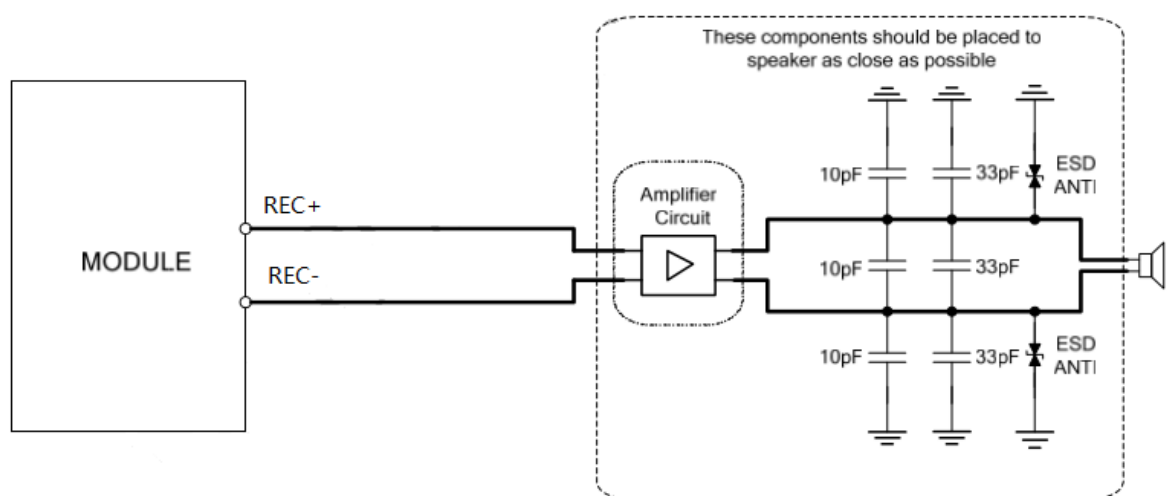 These components should be placed to
speaker as close as possible
10pF
33pF
ESD
ANTI
Amplifier
Circuit
REC+
MODULE
REC-
10pF
33pF
10pF
33pF
ESD
ANTI